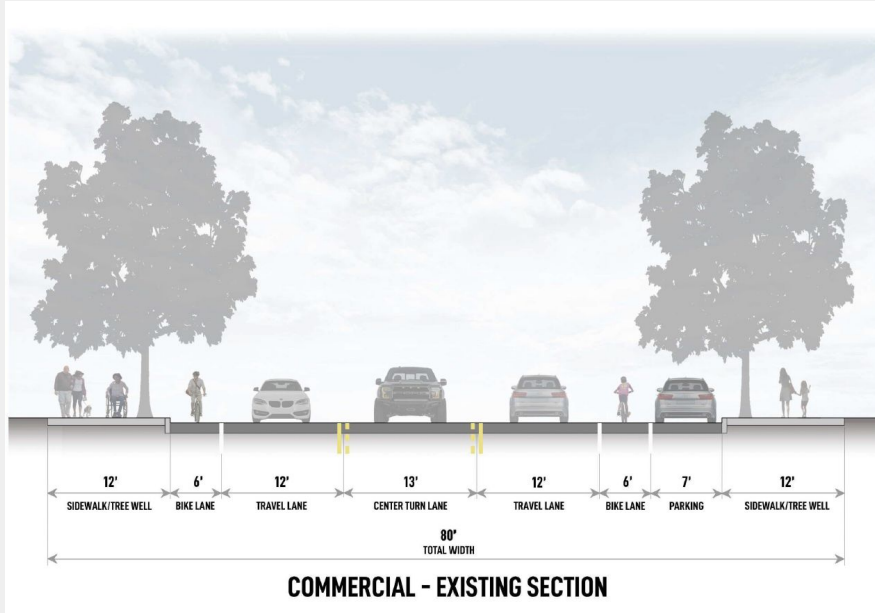 12' 6' 12' 13' 12' 6' 7' 12'
SIDEWALK/TREE WELL BIKE LANE TRAVEL LANE CENTER TURN LANE TRAVEL LANE BIKE LANE PARKING SIDEWALK/TREE WELL
80'
TOTAL WIDTH
COMMERCIAL - EXISTING SECTION